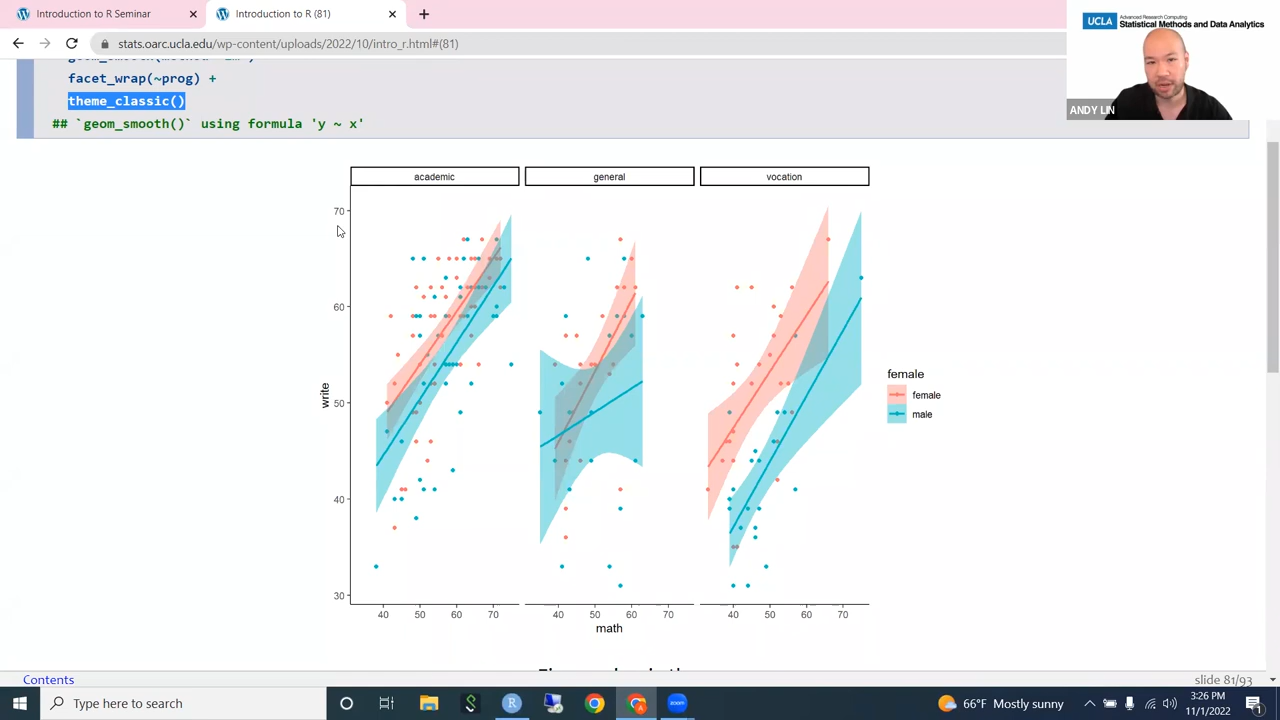 Introduction to R Seminar
Introduction to R (81)
stats.oarc.ucla.edu/wp-content/uploads/2022/10/intro_r.html#(81)
UCLA Advanced Research Computing
Statistical Methods and Data Analytics
ANDY LIN
facet_wrap(~prog) +
theme_classic()
## `geom_smooth()` using formula 'y ~ x'
academic general vocation
70
60
50
40
30
write
40 50 60 70 40 50 60 70 40 50 60 70
math
female
female
male
Contents
slide 81/93
Type here to search
66°F Mostly sunny
3:26 PM
11/1/2022
1